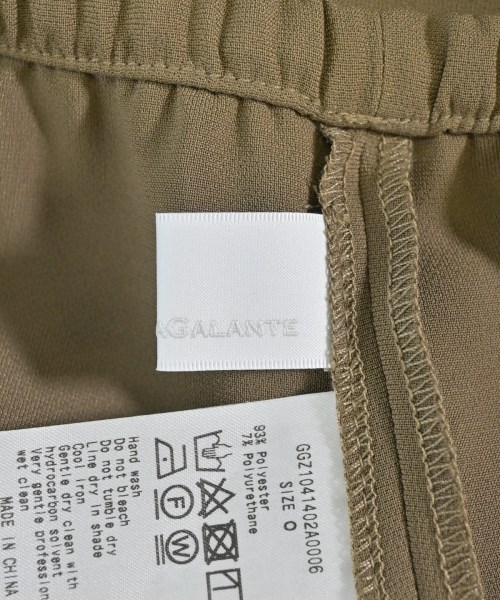 AGALANTE
GGZ1041402A0006
SIZE O
93% Polyester
7% Polyurethane
Hand wash
Do not bleach
Do not tumble dry
Line dry in shade
Cool iron
Gentle dry clean with
hydrocarbon solvent
Very gentle professional
wet clean
MADE IN CHINA